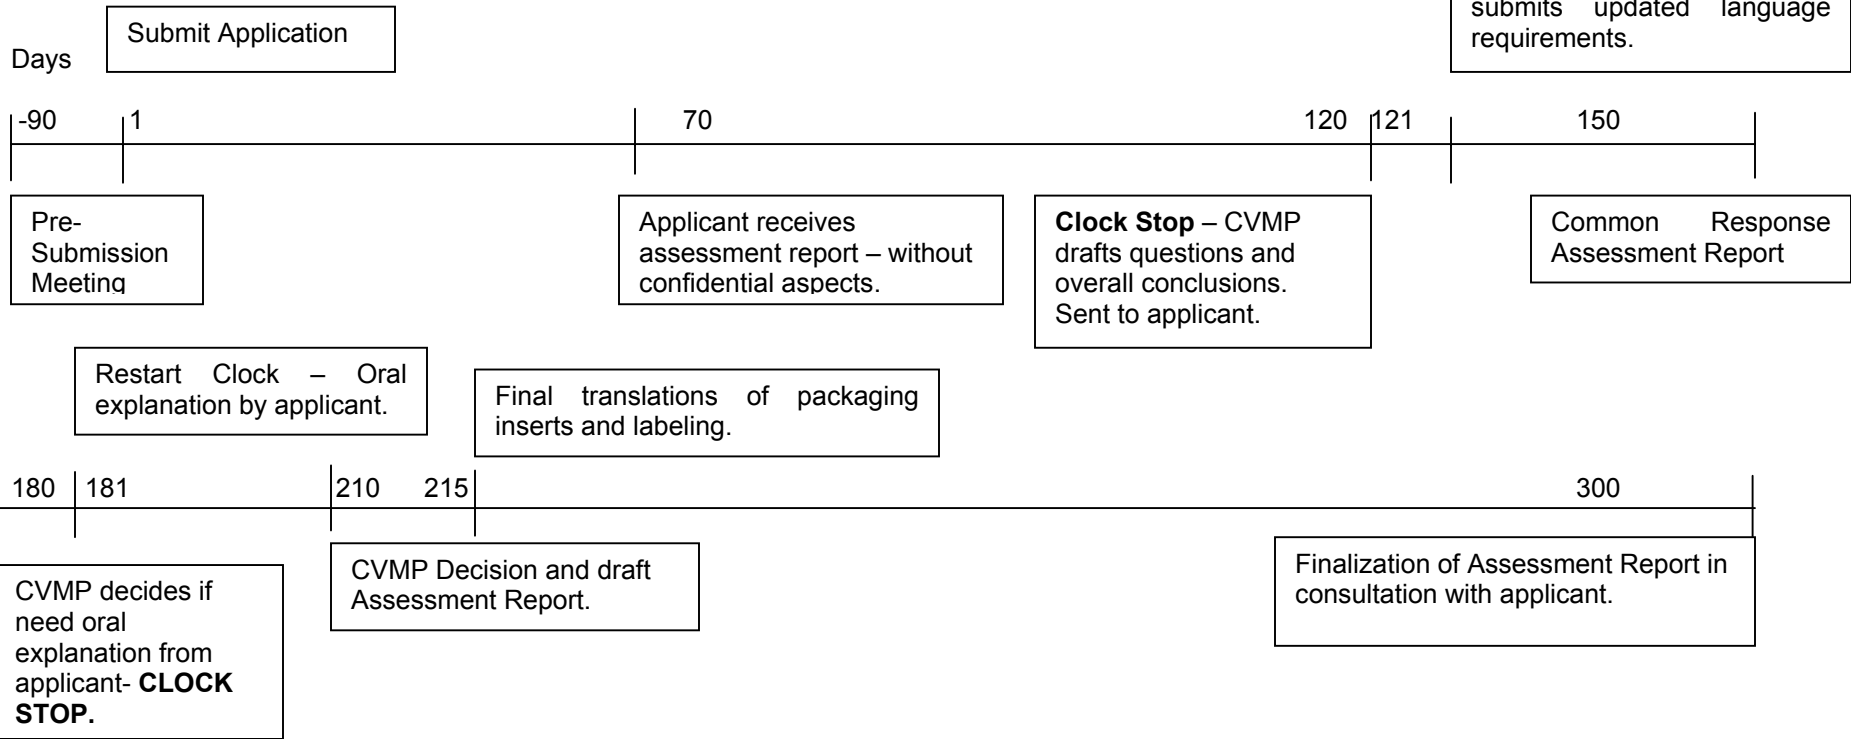 submits updated language
requirements.
Submit Application
Days
-90 1 70 120 121 150
Pre-
Submission
Meeting
Applicant receives
assessment report – without
confidential aspects.
Clock Stop – CVMP
drafts questions and
overall conclusions.
Sent to applicant.
Common Response
Assessment Report
Restart Clock – Oral
explanation by applicant.
Final translations of packaging
inserts and labeling.
180 181 210 215 300
CVMP decides if
need oral
explanation from
applicant- CLOCK
STOP.
CVMP Decision and draft
Assessment Report.
Finalization of Assessment Report in
consultation with applicant.